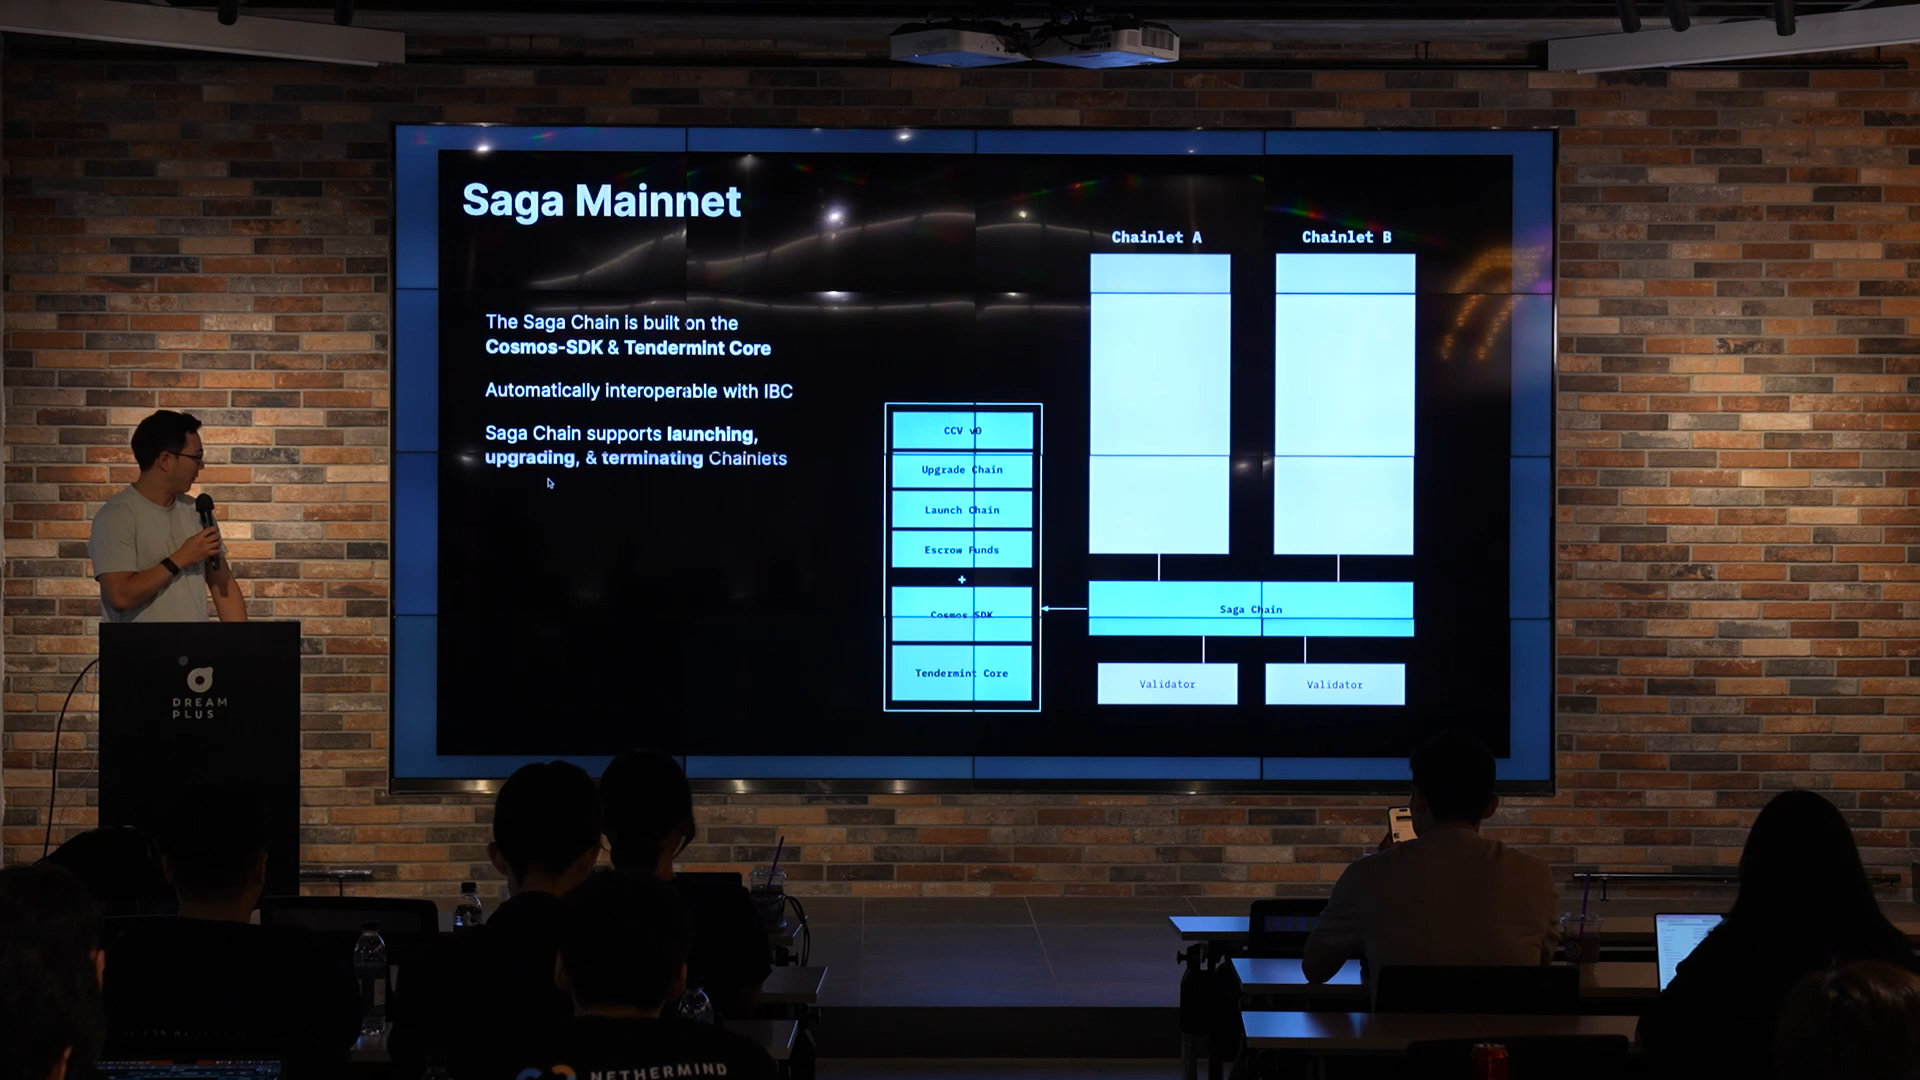 Saga Mainnet
The Saga Chain is built on the
Cosmos-SDK & Tendermint Core
Automatically interoperable with IBC
Saga Chain supports launching,
upgrading, & terminating Chainlets
CCV v0
Upgrade Chain
Launch Chain
Escrow Funds
+
Cosmos SDK
Tendermint Core
Chainlet A
Chainlet B
Saga Chain
Validator
Validator
DREAM
PLUS
NETHERMIND